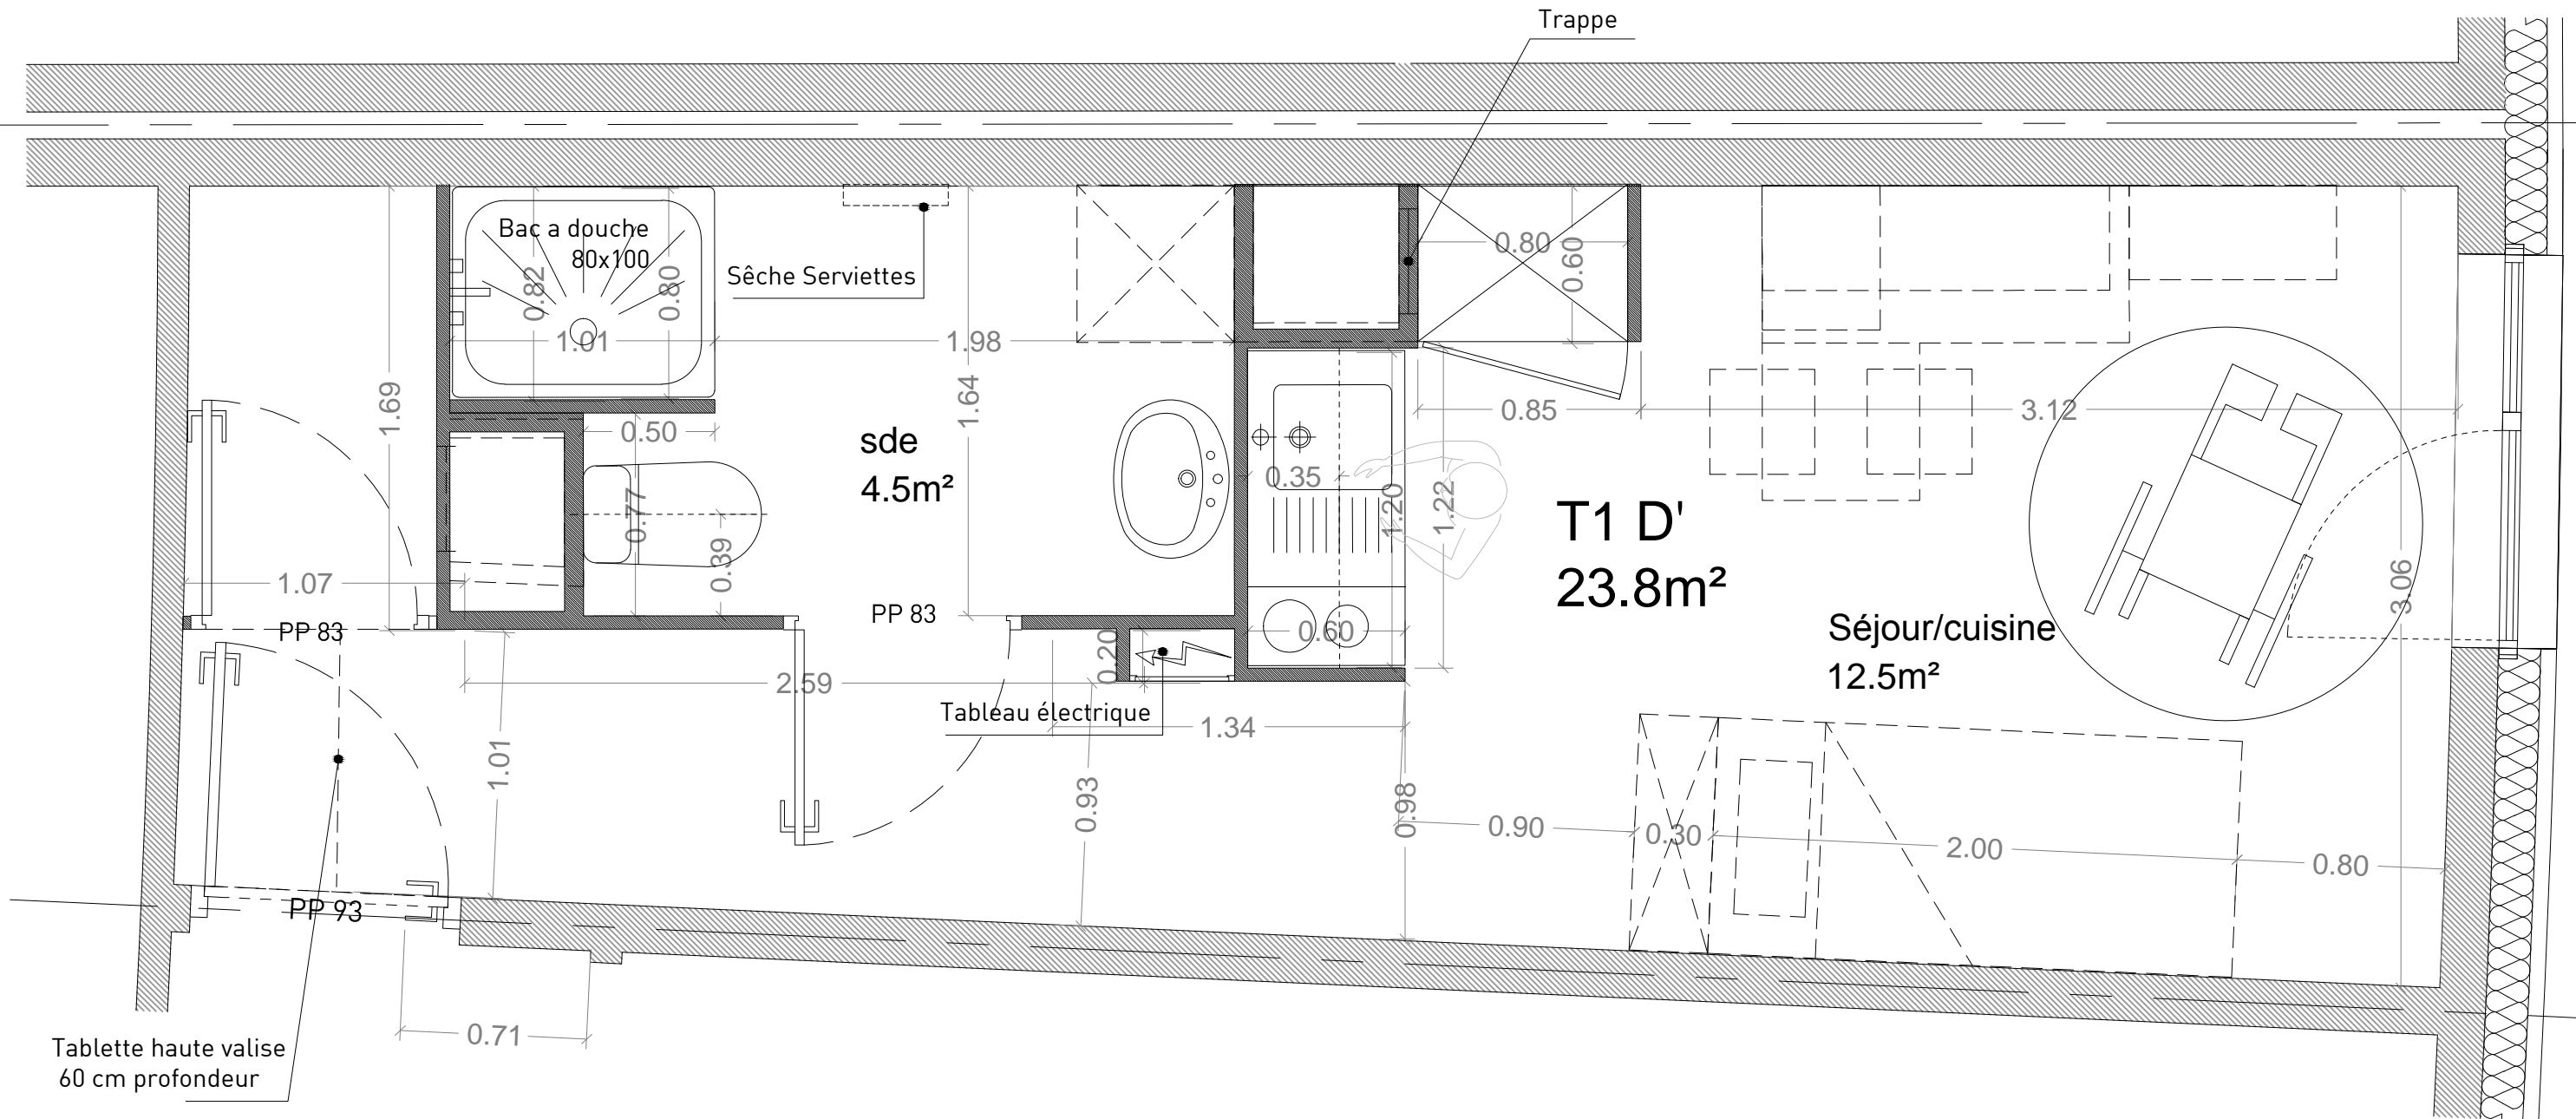 Trappe
Bac a douche
80x100
Sêche Serviettes
0.82
0.80
1.01
1.98
0.80
0.60
1.69
1.64
0.50
0.85
3.12
sde
4.5m²
0.77
0.39
0.35
1.20
1.22
T1 D'
23.8m²
1.07
PP 83
PP 83
0.60
0.20
Séjour/cuisine
12.5m²
3.06
2.59
Tableau électrique
1.34
1.01
0.93
0.98
0.90
0.30
2.00
0.80
PP 93
0.71
Tablette haute valise
60 cm profondeur